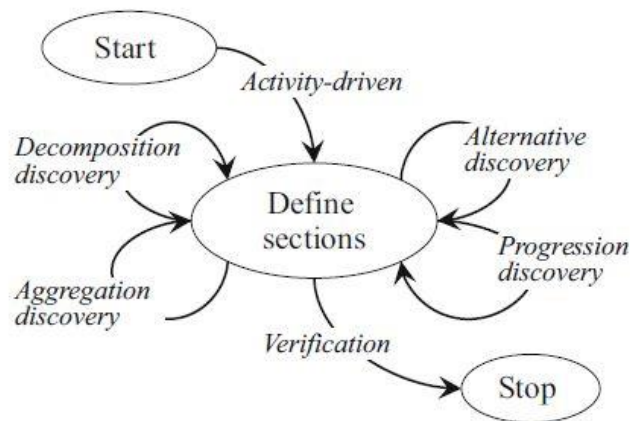 Start
Activity-driven
Decomposition
discovery
Alternative
discovery
Define
sections
Progression
discovery
Aggregation
discovery
Verification
Stop